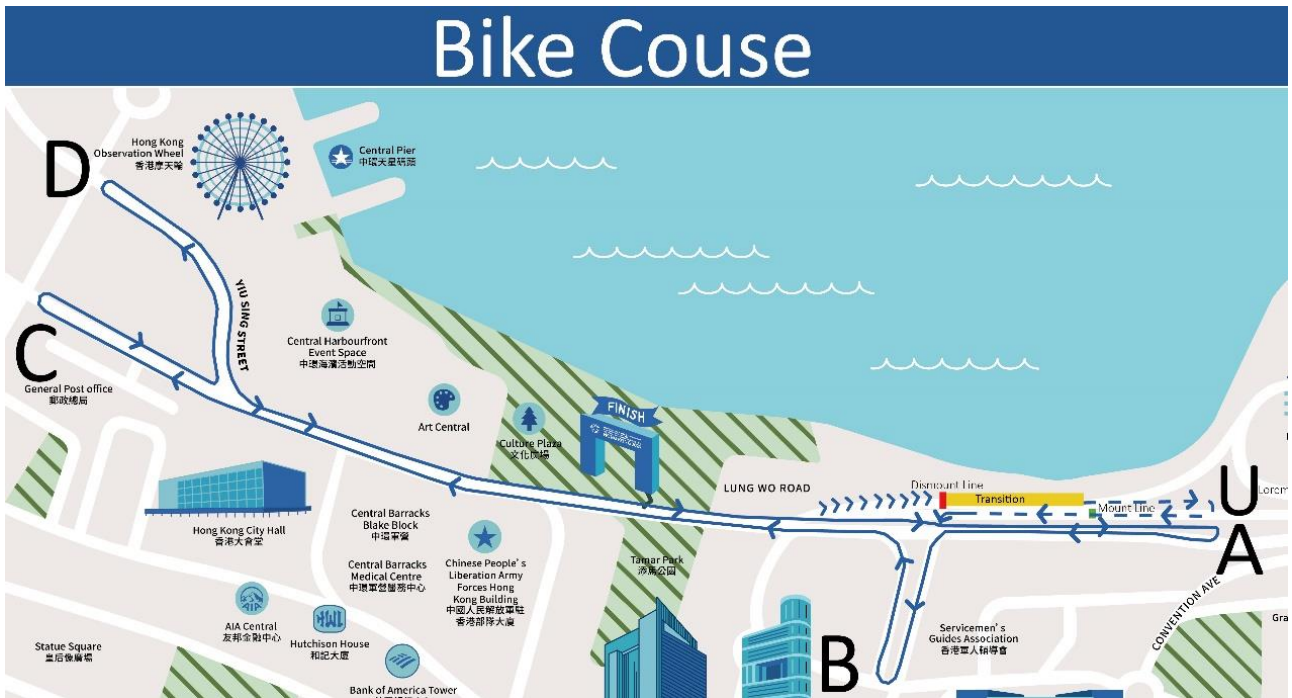 Bike Couse
D
Hong Kong
Observation Wheel
香港摩天輪
Central Pier
中環天星碼頭
YIU SING STREET
C
General Post office
郵政總局
Central Harbourfront
Event Space
中環海濱活動空間
Art Central
Culture Plaza
文化廣場
FINISH
LUNG WO ROAD
Dismount Line
Transition
Mount Line
U
Lorem
A
Hong Kong City Hall
香港大會堂
Central Barracks
Blake Block
中環軍營
Central Barracks
Medical Centre
中環軍營醫務中心
Chinese People's
Liberation Army
Forces Hong
Kong Building
中國人民解放軍駐
香港部隊大廈
Tamar Park
添馬公園
CONVENTION AVE
Servicemen's
Guides Association
香港軍人輔導會
Gra
B
AIA
AIA Central
友邦金融中心
Hutchison House
和記大廈
Statue Square
皇后像廣場
Bank of America Tower